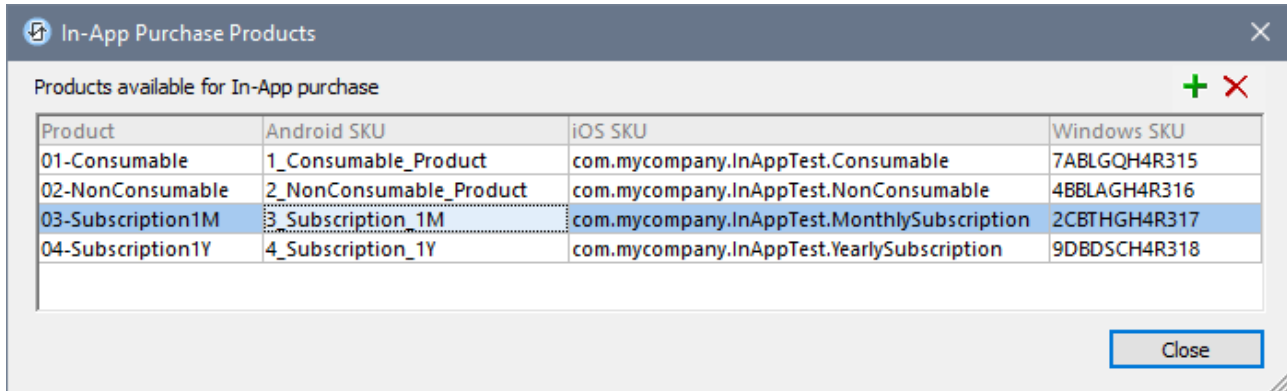 In-App Purchase Products
Products available for In-App purchase
Product Android SKU iOS SKU Windows SKU
01-Consumable 1_Consumable_Product com.mycompany.InAppTest.Consumable 7ABLGQH4R315
02-NonConsumable 2_NonConsumable_Product com.mycompany.InAppTest.NonConsumable 4BBLAGH4R316
03-Subscription1M 3_Subscription_1M com.mycompany.InAppTest.MonthlySubscription 2CBTHGH4R317
04-Subscription1Y 4_Subscription_1Y com.mycompany.InAppTest.YearlySubscription 9DBDSCH4R318
Close